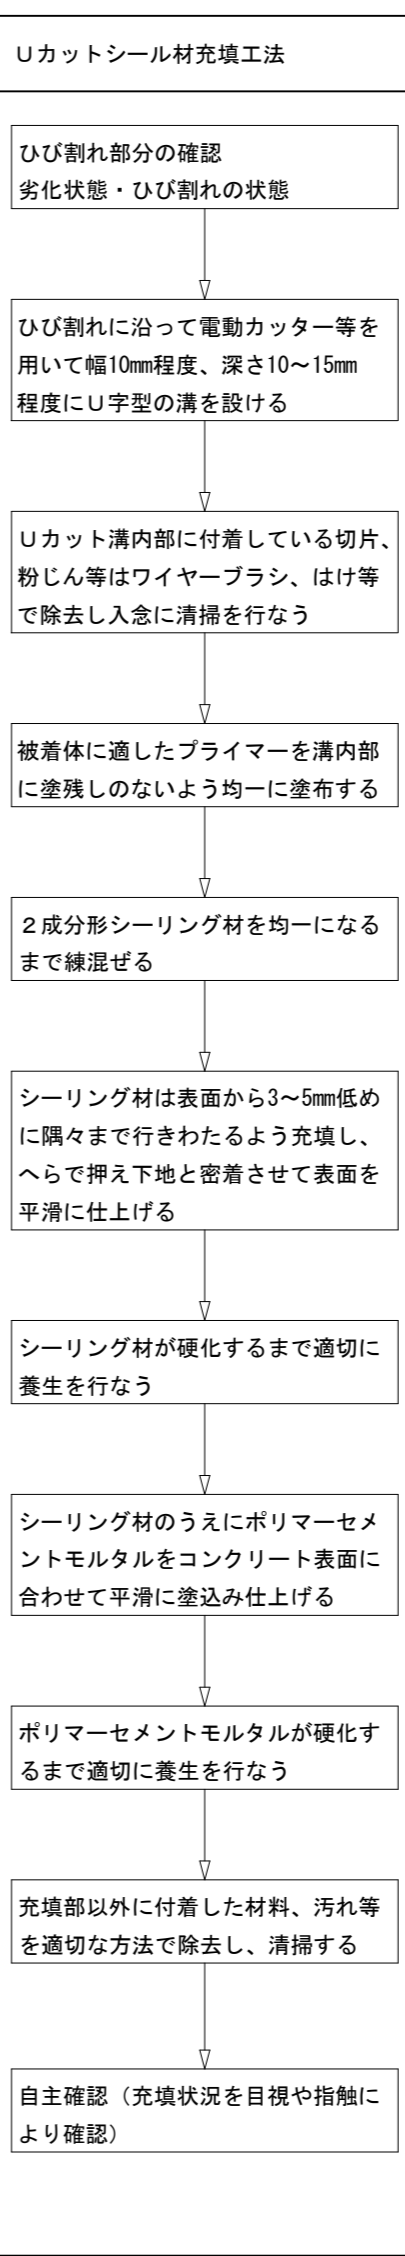 Ｕカットシール材充填工法
ひび割れ部分の確認
劣化状態・ひび割れの状態
ひび割れに沿って電動カッター等を
用いて幅10㎜程度、深さ10～15㎜
程度にＵ字型の溝を設ける
Ｕカット溝内部に付着している切片、
粉じん等はワイヤーブラシ、はけ等
で除去し入念に清掃を行なう
被着体に適したプライマーを溝内部
に塗残しのないよう均一に塗布する
２成分形シーリング材を均一になる
まで練混ぜる
シーリング材は表面から3～5㎜低め
に隅々まで行きわたるよう充填し、
へらで押え下地と密着させて表面を
平滑に仕上げる
シーリング材が硬化するまで適切に
養生を行なう
シーリング材のうえにポリマーセメ
ントモルタルをコンクリート表面に
合わせて平滑に塗込み仕上げる
ポリマーセメントモルタルが硬化す
るまで適切に養生を行なう
充填部以外に付着した材料、汚れ等
を適切な方法で除去し、清掃する
自主確認（充填状況を目視や指触に
より確認）